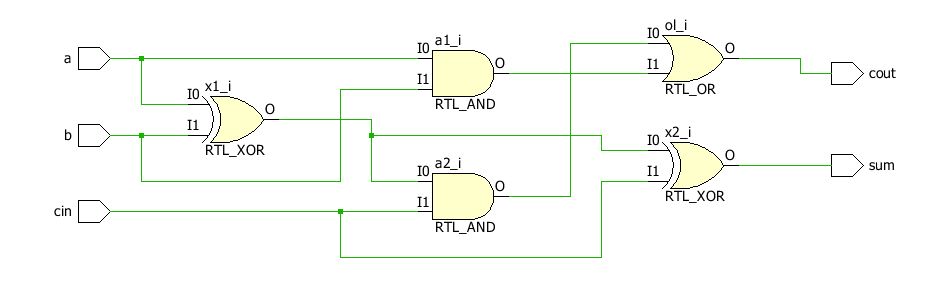 a
b
cin
I0
I1
x1_i
O
RTL_XOR
I0
I1
a1_i
O
RTL_AND
I0
I1
a2_i
O
RTL_AND
I0
I1
ol_i
O
RTL_OR
I0
I1
x2_i
O
RTL_XOR
cout
sum